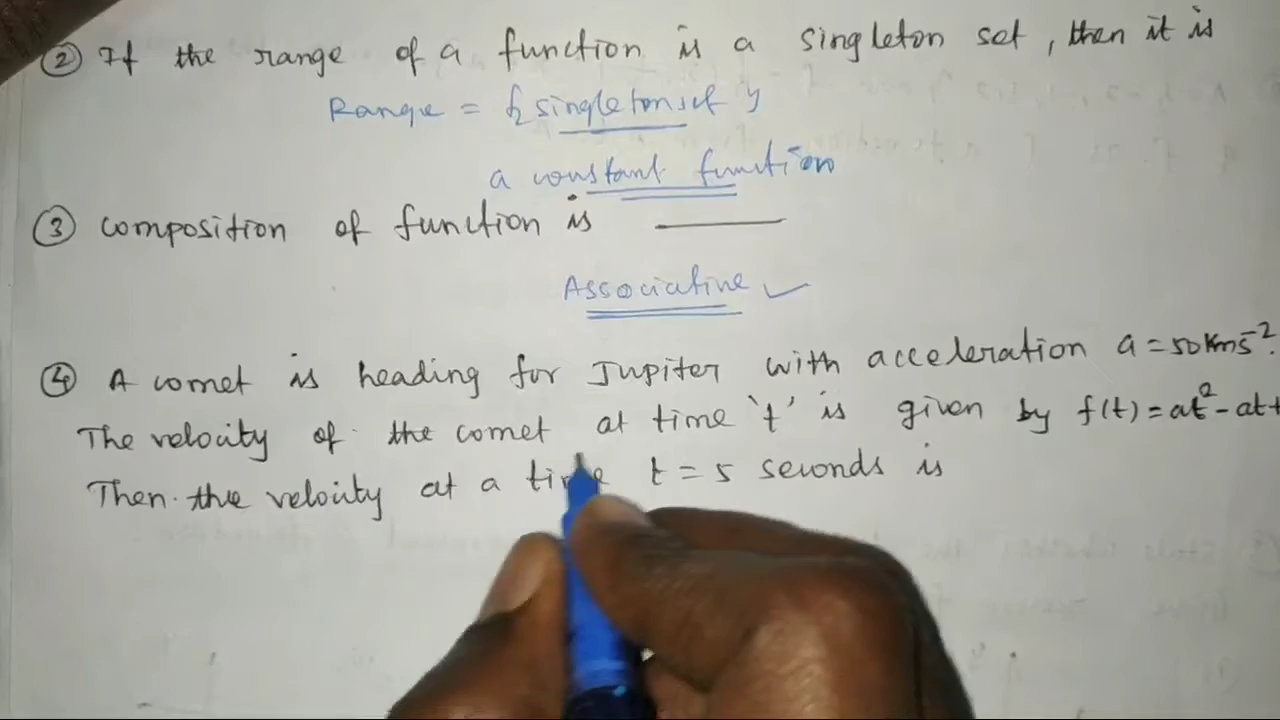 ② If the range of a function is a singleton set, then it is
Range = { singleton set }
a constant function
③ composition of function is ______
Associative ✓
④ A comet is heading for Jupiter with acceleration a = 50 kms⁻².
The velocity of the comet at time 't' is given by f(t) = at² - at +
Then the velocity at a time t = 5 seconds is